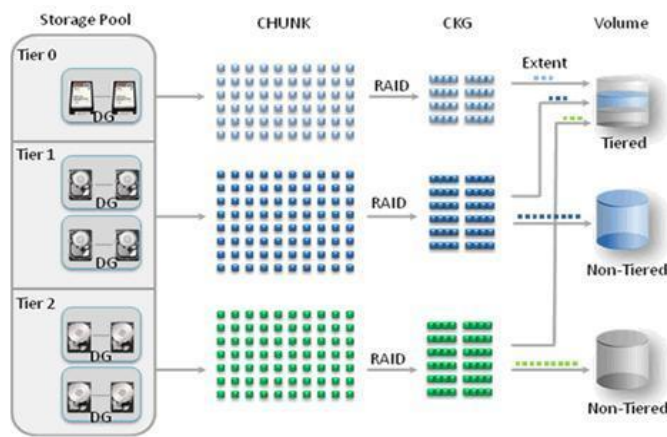 Storage Pool
CHUNK
CKG
Volume
Tier 0
DG
RAID
Extent
Tiered
Tier 1
DG
DG
RAID
Non-Tiered
Tier 2
DG
DG
RAID
Non-Tiered